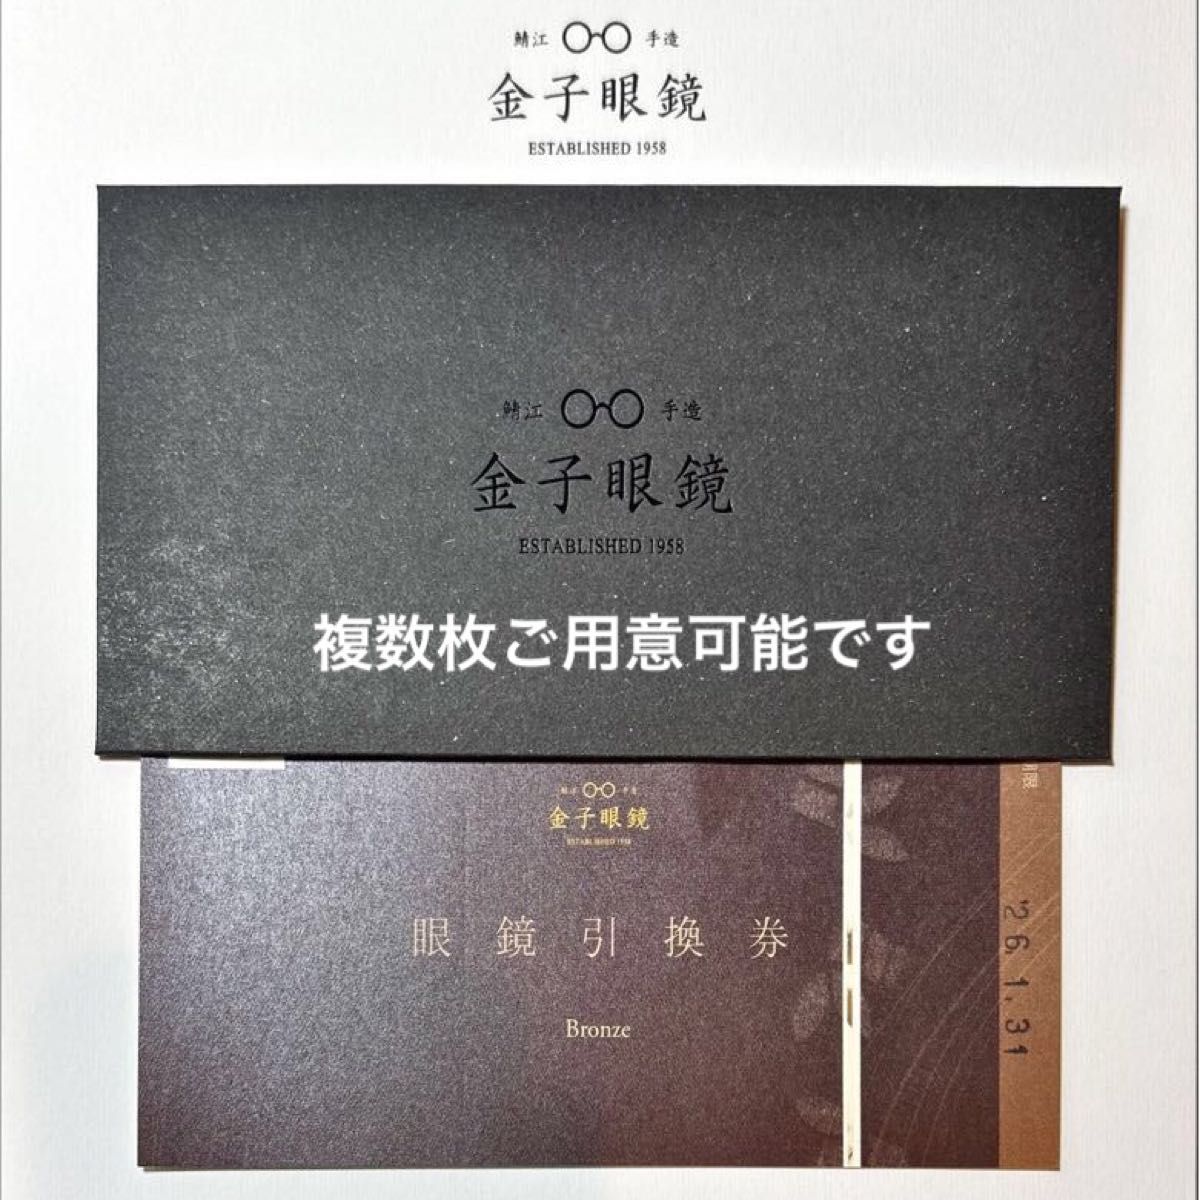 鯖江 手造
金子眼鏡
ESTABLISHED 1958
鯖江 手造
金子眼鏡
ESTABLISHED 1958
複数枚ご用意可能です
鯖江 手造
金子眼鏡
ESTABLISHED 1958
眼鏡引換券
Bronze
期限
'26.1.31